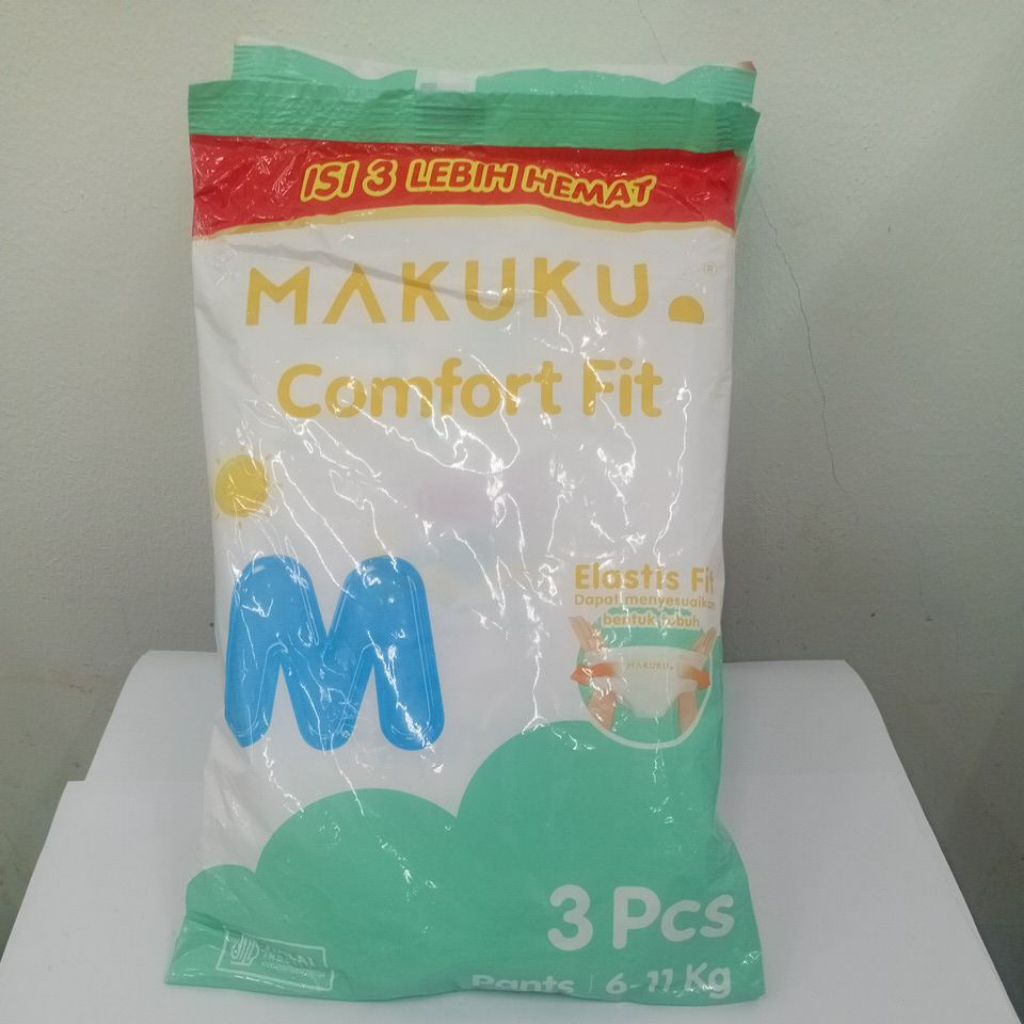 ISI 3 LEBIH HEMAT
MAKUKU.
®
Comfort Fit
M
Elastis Fit
Dapat menyesuaikan
bentuk tubuh
MAKUKU.
3 Pcs
Pants | 6-11 Kg